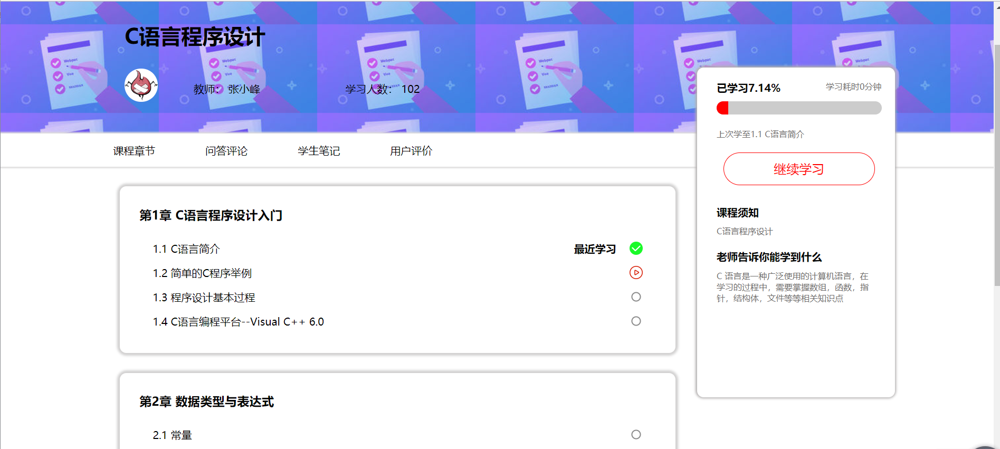 C语言程序设计
Webpac
Vue
xxxxxxx
教师： 张小峰
学习人数： 102
课程章节
问答评论
学生笔记
用户评价
已学习7.14%
学习耗时0分钟
上次学至1.1 C语言简介
继续学习
课程须知
C语言程序设计
老师告诉你能学到什么
C 语言是一种广泛使用的计算机语言，在
学习的过程中，需要掌握数组，函数，指
针，结构体，文件等等相关知识点
第1章 C语言程序设计入门
1.1 C语言简介
最近学习
1.2 简单的C程序举例
1.3 程序设计基本过程
1.4 C语言编程平台--Visual C++ 6.0
第2章 数据类型与表达式
2.1 常量